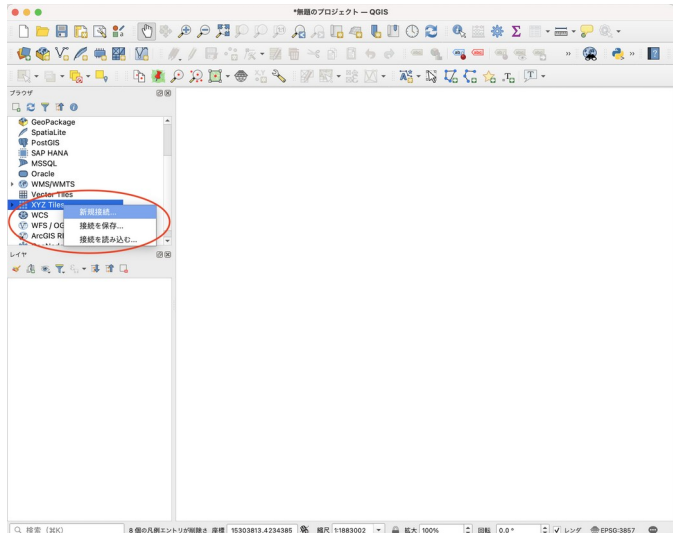 *無題のプロジェクト — QGIS
ブラウザ
GeoPackage
SpatiaLite
PostGIS
SAP HANA
MSSQL
Oracle
WMS/WMTS
Vector Tiles
XYZ Tiles
新規接続...
WCS
接続を保存...
WFS / OG
ArcGIS R
接続を読み込む...
レイヤ
検索 (⌘K)
8 個の凡例エントリが削除さ 座標 15303813.4234385 縮尺 1:1883002 拡大 100% 回転 0.0 ° レンダ EPSG:3857